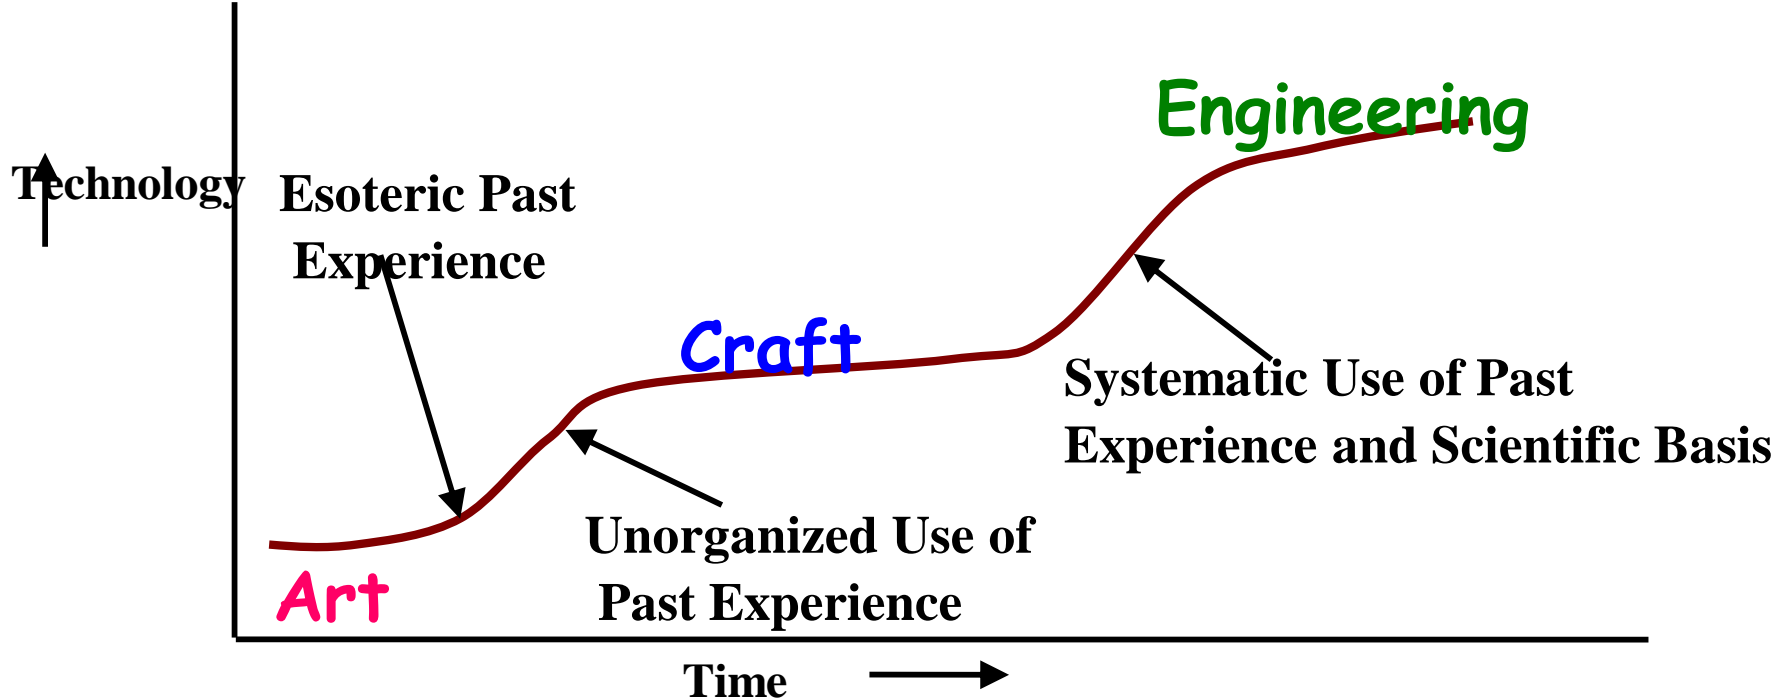 Engineering
Technology
Esoteric Past
Experience
Craft
Systematic Use of Past
Experience and Scientific Basis
Unorganized Use of
Past Experience
Art
Time